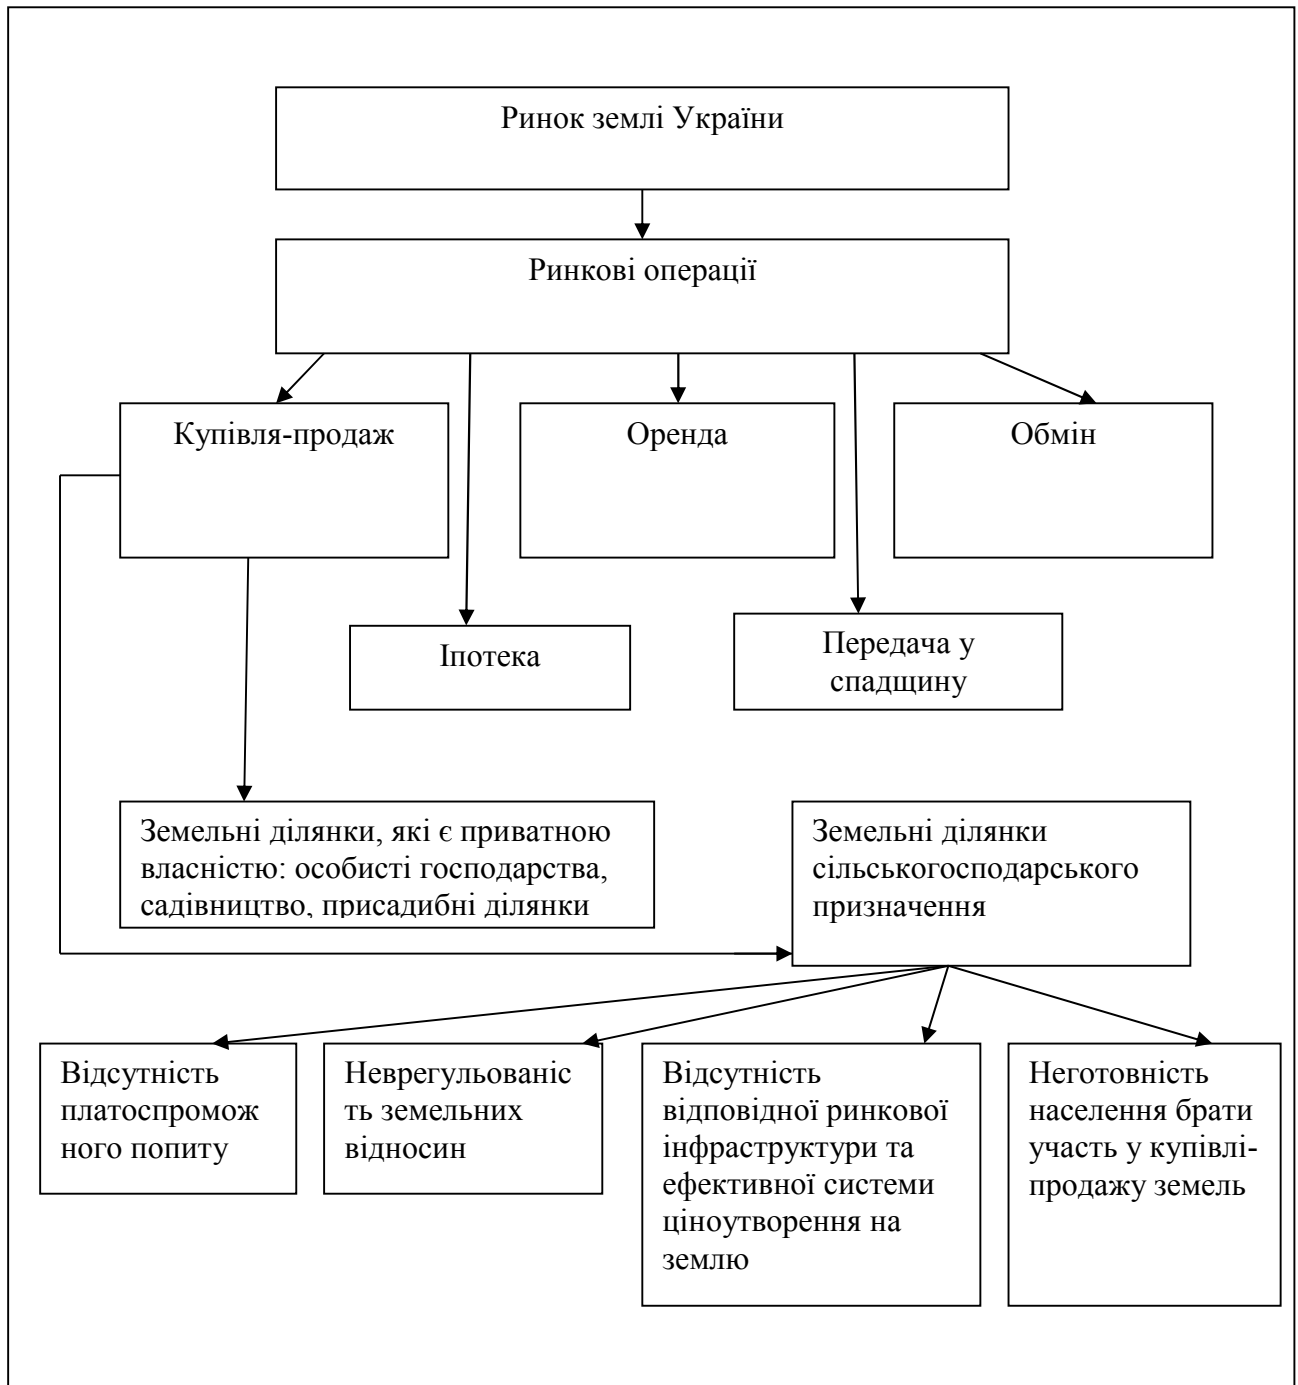 Ринок землі України
Ринкові операції
Купівля-продаж
Оренда
Обмін
Іпотека
Передача у
спадщину
Земельні ділянки, які є приватною
власністю: особисті господарства,
садівництво, присадибні ділянки
Земельні ділянки
сільськогосподарського
призначення
Відсутність
платоспромож
ного попиту
Неврегульованіс
ть земельних
відносин
Відсутність
відповідної ринкової
інфраструктури та
ефективної системи
ціноутворення на
землю
Неготовність
населення брати
участь у купівлі-
продажу земель